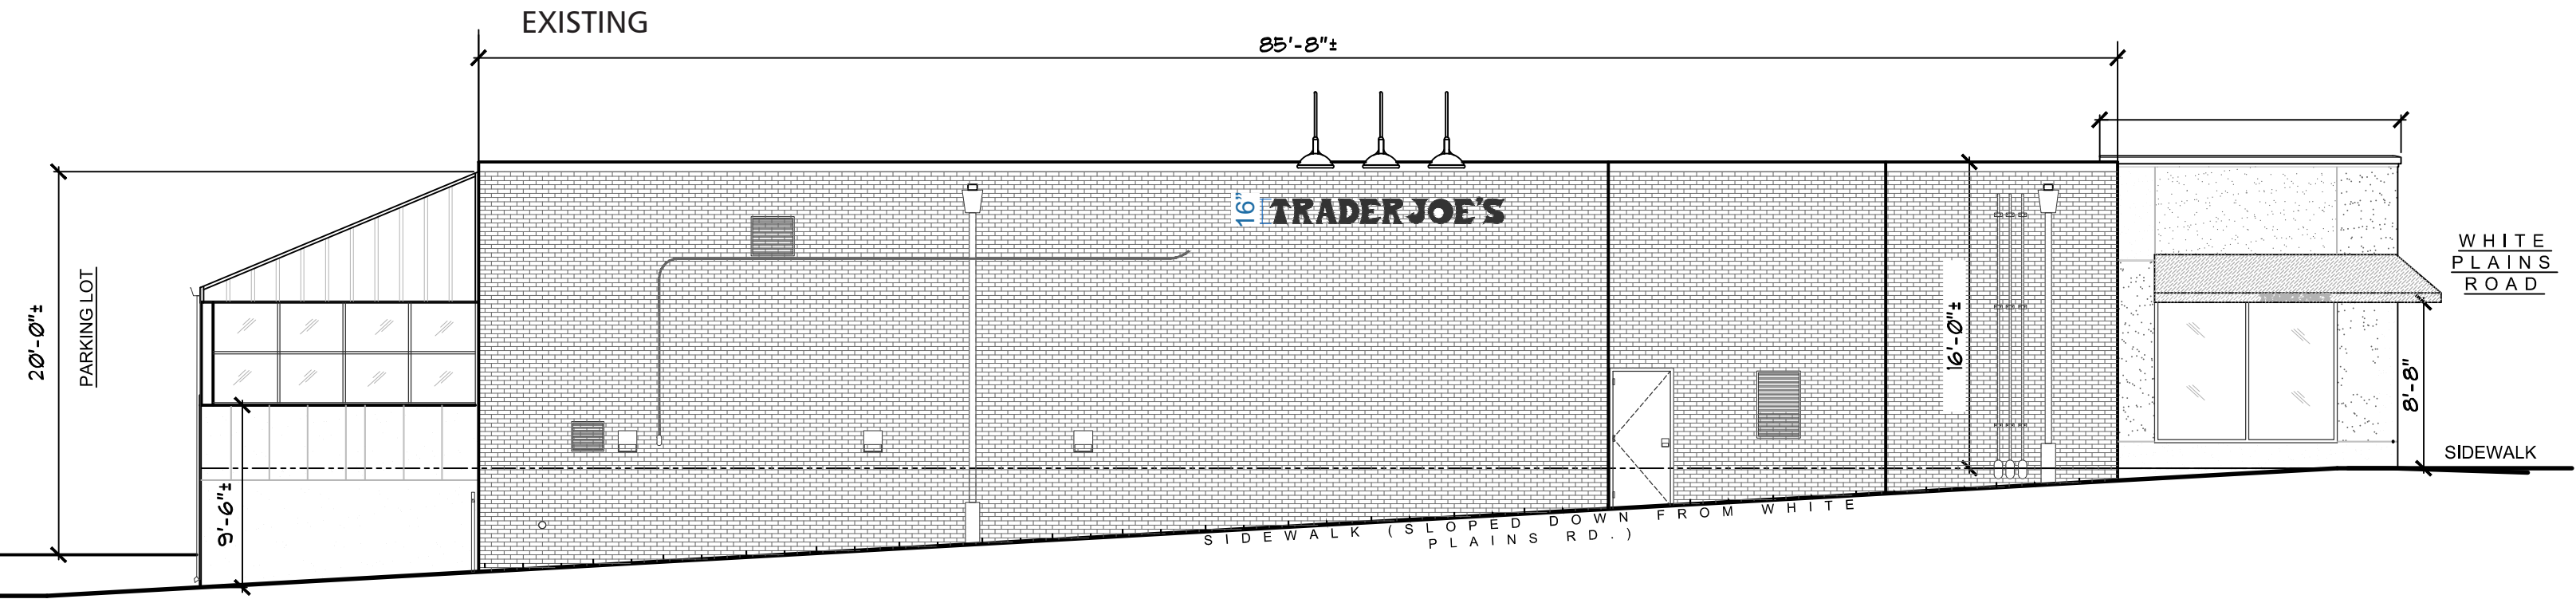 EXISTING
85'-8"±
16"
TRADER JOE'S
WHITE
PLAINS
ROAD
20'-0"±
PARKING LOT
16'-0"±
8'-8"
SIDEWALK
9'-6"±
SIDEWALK (SLOPED DOWN FROM WHITE
PLAINS RD.)